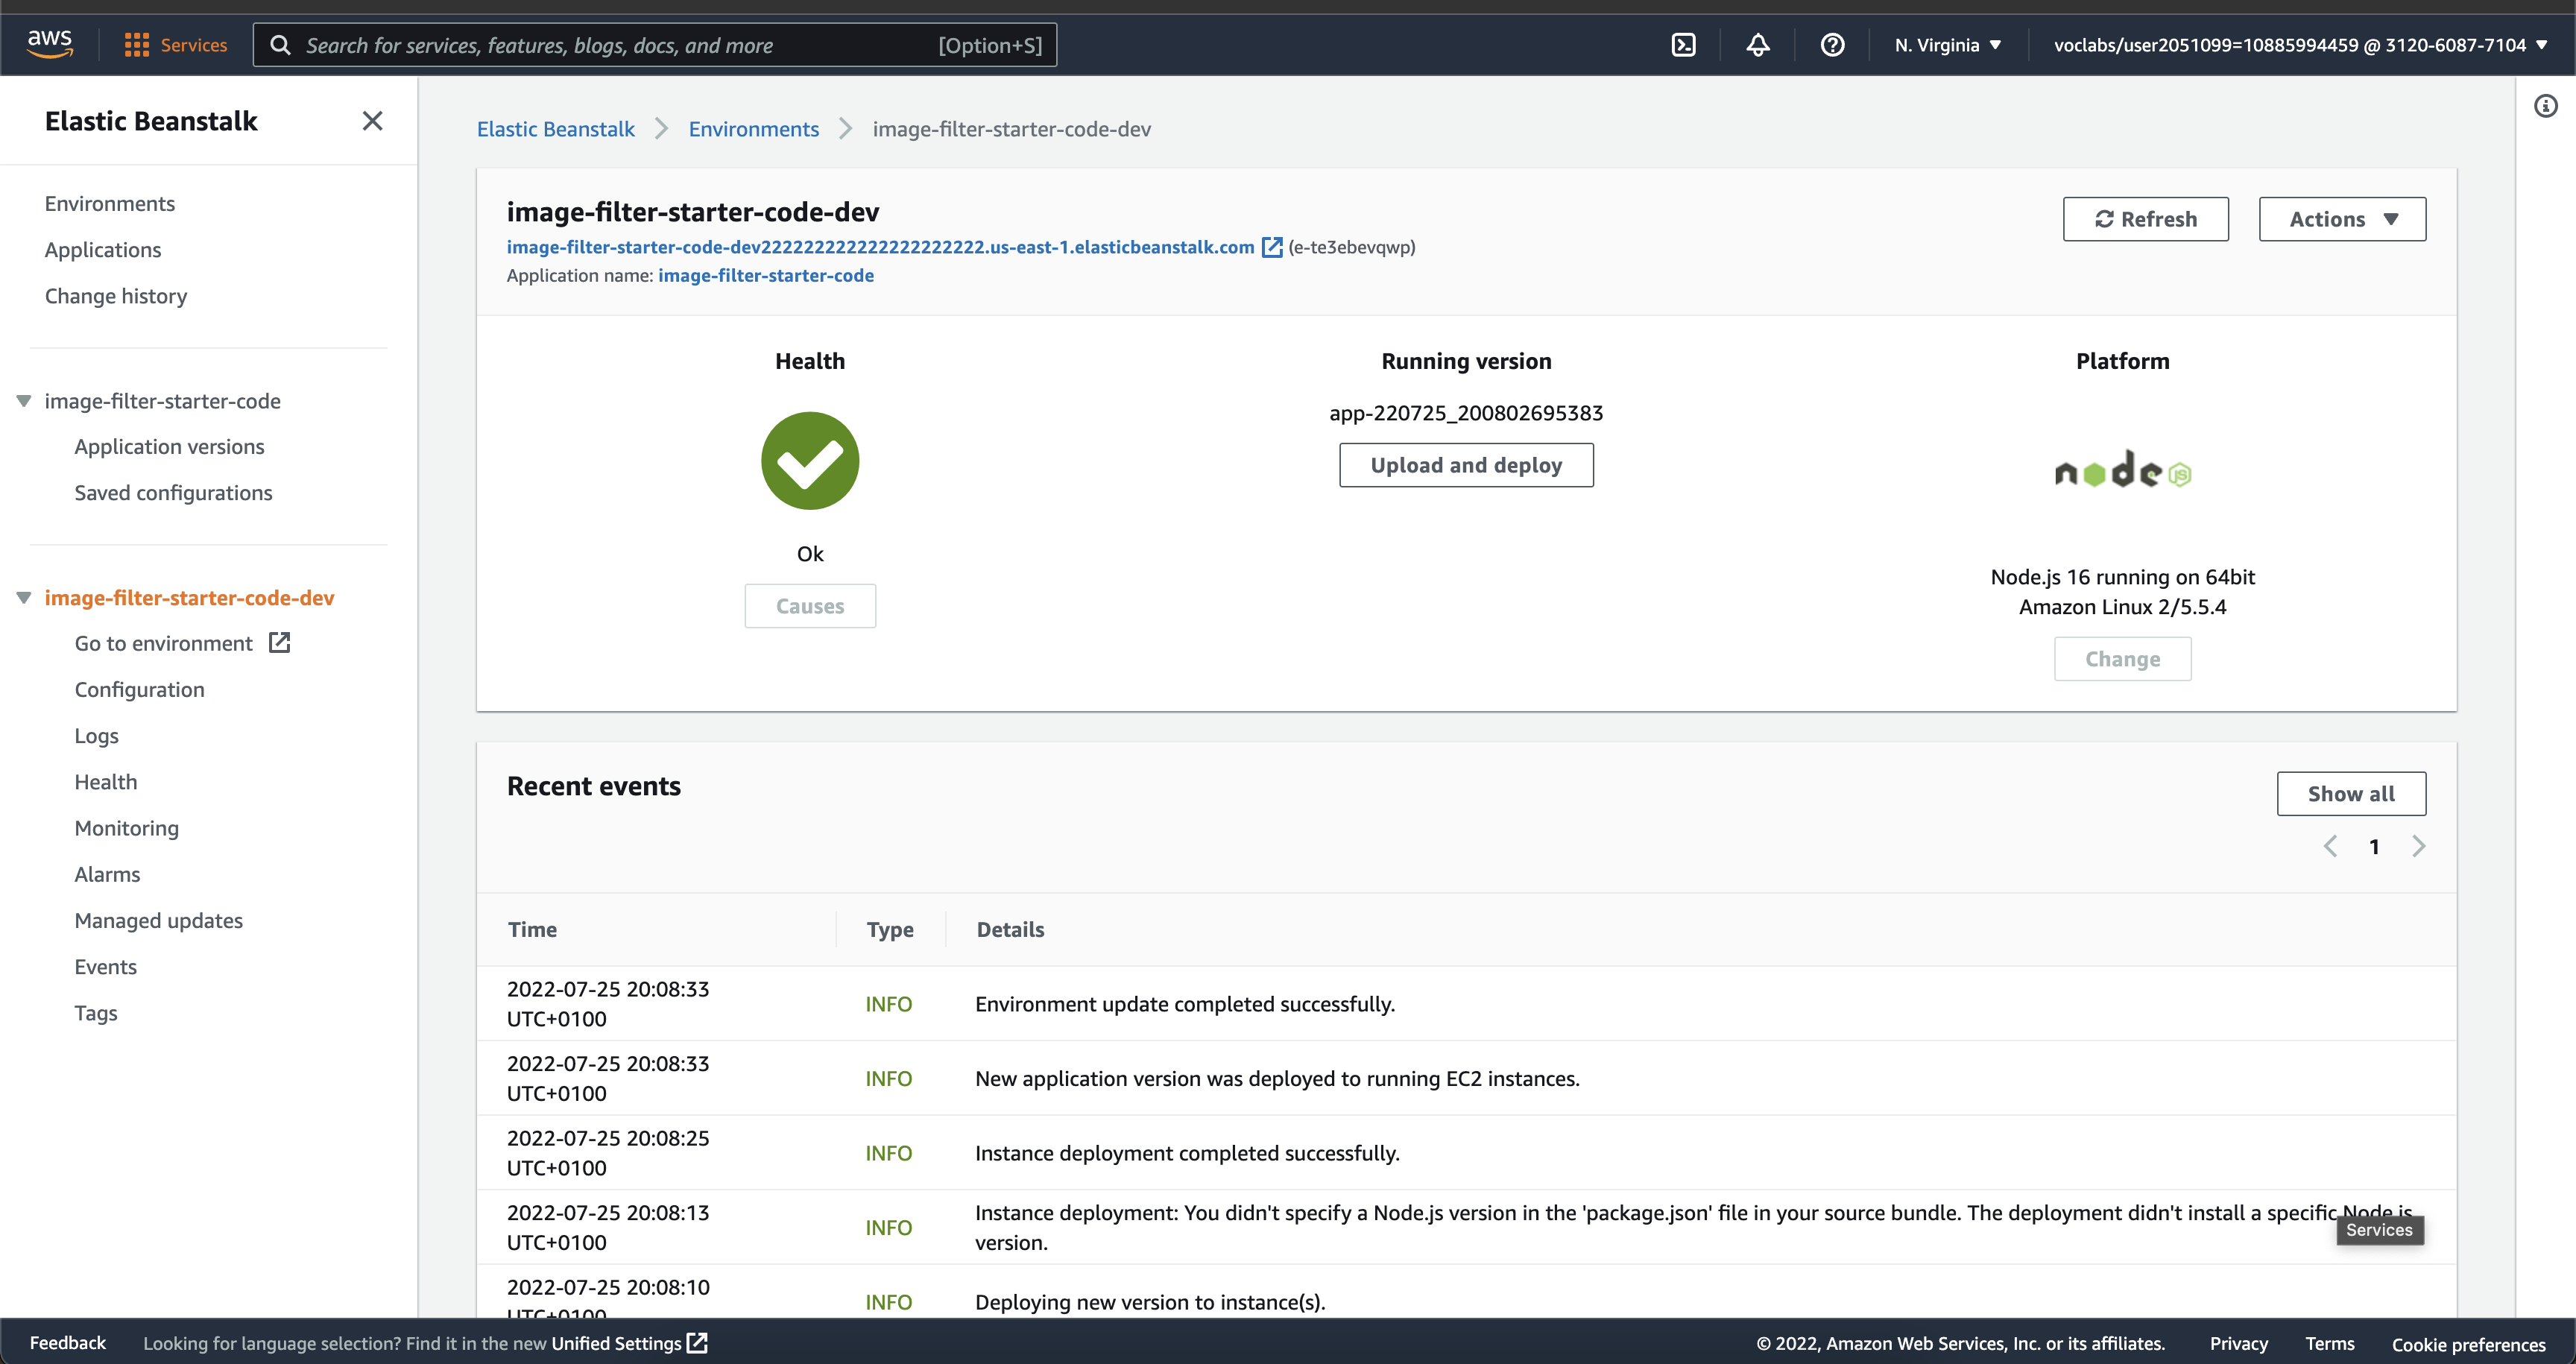 aws
Services
Search for services, features, blogs, docs, and more
[Option+S]
N. Virginia
voclabs/user2051099=10885994459 @ 3120-6087-7104
Elastic Beanstalk
Environments
Applications
Change history
image-filter-starter-code
Application versions
Saved configurations
image-filter-starter-code-dev
Go to environment
Configuration
Logs
Health
Monitoring
Alarms
Managed updates
Events
Tags
Elastic Beanstalk
Environments
image-filter-starter-code-dev
image-filter-starter-code-dev
image-filter-starter-code-dev222222222222222222222.us-east-1.elasticbeanstalk.com (e-te3ebevqwp)
Application name: image-filter-starter-code
Refresh
Actions
Health
Ok
Causes
Running version
app-220725_200802695383
Upload and deploy
Platform
node JS
Node.js 16 running on 64bit
Amazon Linux 2/5.5.4
Change
Recent events
Show all
1
Time
Type
Details
2022-07-25 20:08:33
UTC+0100
INFO
Environment update completed successfully.
2022-07-25 20:08:33
UTC+0100
INFO
New application version was deployed to running EC2 instances.
2022-07-25 20:08:25
UTC+0100
INFO
Instance deployment completed successfully.
2022-07-25 20:08:13
UTC+0100
INFO
Instance deployment: You didn't specify a Node.js version in the 'package.json' file in your source bundle. The deployment didn't install a specific Node.js
version.
Services
2022-07-25 20:08:10
UTC+0100
INFO
Deploying new version to instance(s).
Feedback
Looking for language selection? Find it in the new Unified Settings
© 2022, Amazon Web Services, Inc. or its affiliates.
Privacy
Terms
Cookie preferences